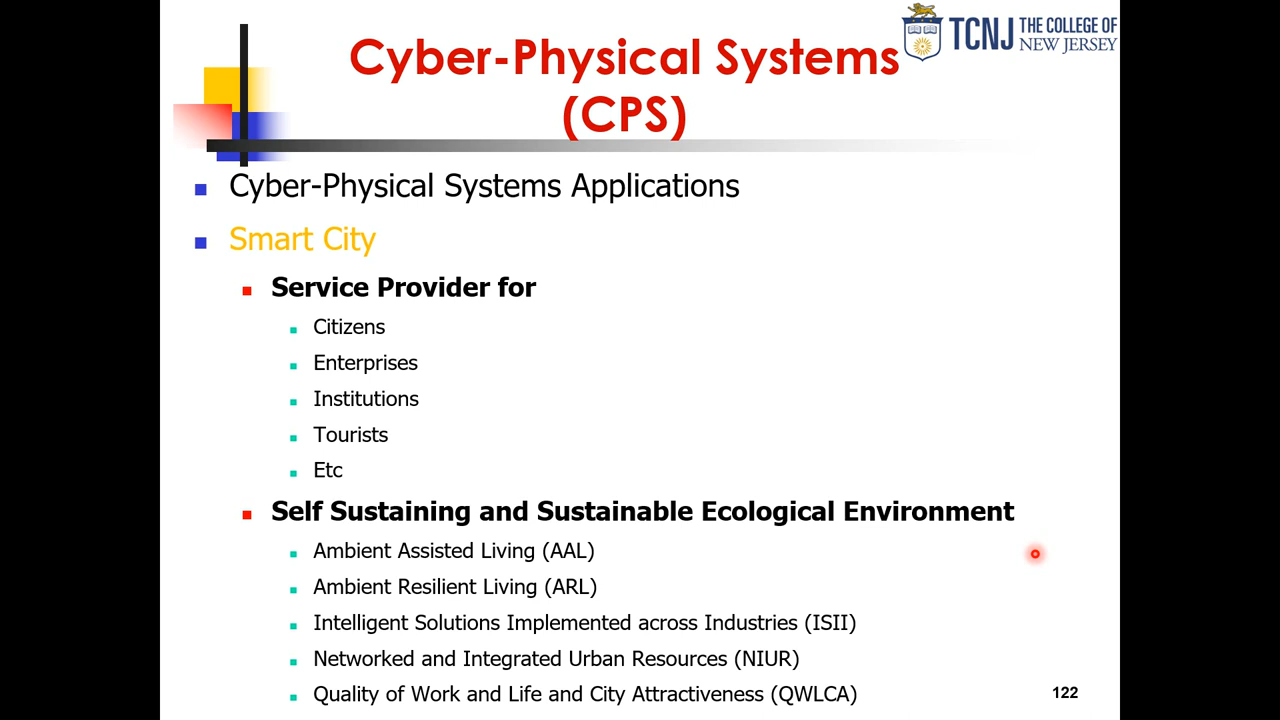 TCNJ THE COLLEGE OF
NEW JERSEY
Cyber-Physical Systems
(CPS)
Cyber-Physical Systems Applications
Smart City
Service Provider for
Citizens
Enterprises
Institutions
Tourists
Etc
Self Sustaining and Sustainable Ecological Environment
Ambient Assisted Living (AAL)
Ambient Resilient Living (ARL)
Intelligent Solutions Implemented across Industries (ISII)
Networked and Integrated Urban Resources (NIUR)
Quality of Work and Life and City Attractiveness (QWLCA)
122